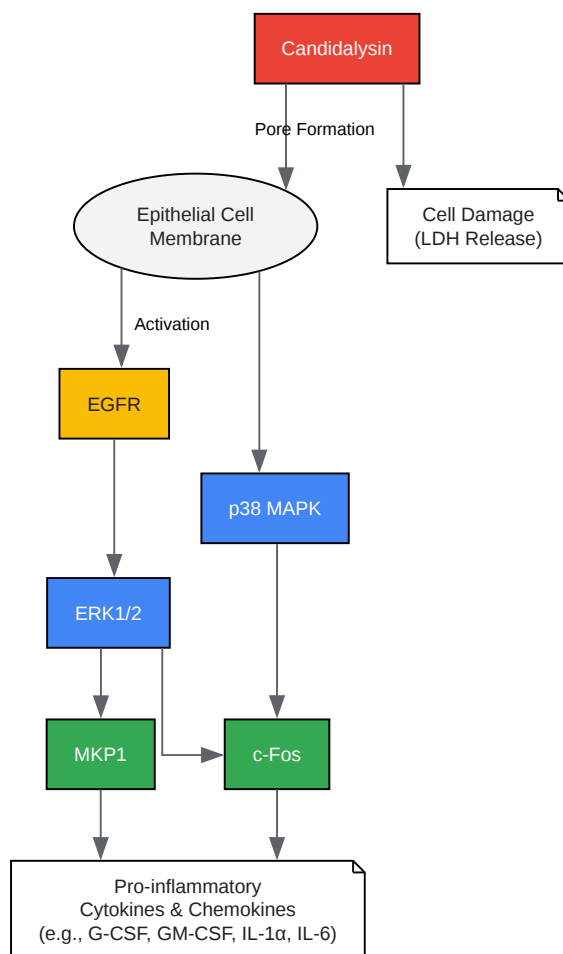 Candidalysin
Pore Formation
Epithelial Cell
Membrane
Cell Damage
(LDH Release)
Activation
EGFR
p38 MAPK
ERK1/2
MKP1
c-Fos
Pro-inflammatory
Cytokines & Chemokines
(e.g., G-CSF, GM-CSF, IL-1α, IL-6)